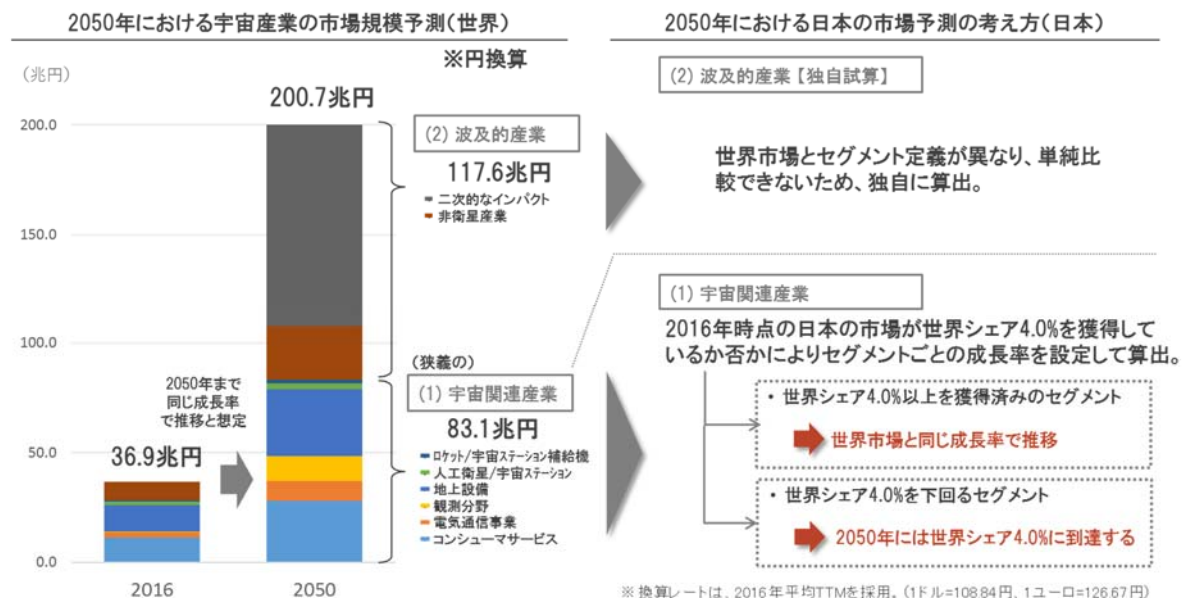 2050年における宇宙産業の市場規模予測(世界)
※円換算
(兆円)
200.7兆円
200.0
150.0
100.0
50.0
0.0
2050年まで
同じ成長率
で推移と想定
36.9兆円
2016
2050
(2) 波及的産業
117.6兆円
二次的なインパクト
非衛星産業
(狭義の)
(1) 宇宙関連産業
83.1兆円
ロケット/宇宙ステーション補給機
人工衛星/宇宙ステーション
地上設備
観測分野
電気通信事業
コンシューマサービス
2050年における日本の市場予測の考え方(日本)
(2) 波及的産業【独自試算】
世界市場とセグメント定義が異なり、単純比
較できないため、独自に算出。
(1) 宇宙関連産業
2016年時点の日本の市場が世界シェア4.0%を獲得して
いるか否かによりセグメントごとの成長率を設定して算出。
・ 世界シェア4.0%以上を獲得済みのセグメント
世界市場と同じ成長率で推移
・ 世界シェア4.0%を下回るセグメント
2050年には世界シェア4.0%に到達する
※ 換算レートは、2016年平均TTMを採用。(1ドル=108.84円、1ユーロ=126.67円)